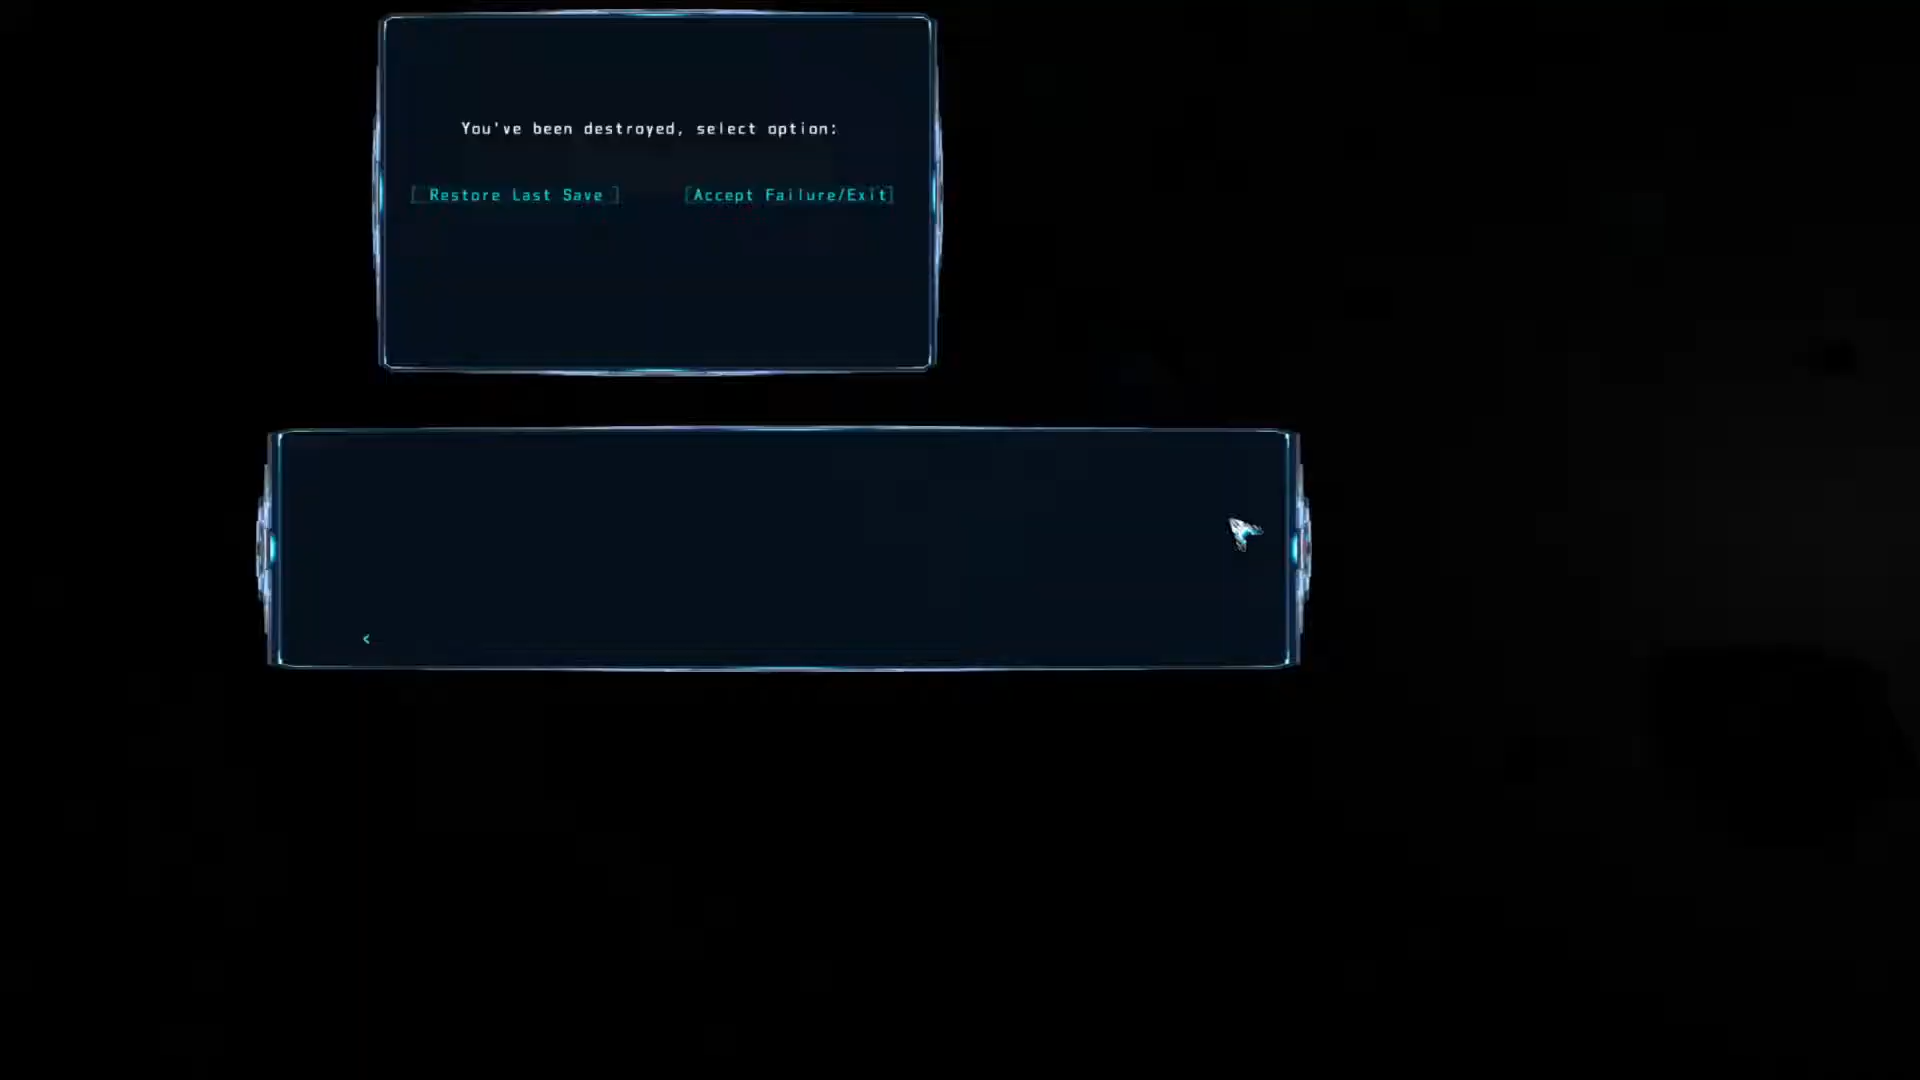 You've been destroyed, select option:
[ Restore Last Save ] [Accept Failure/Exit]
<